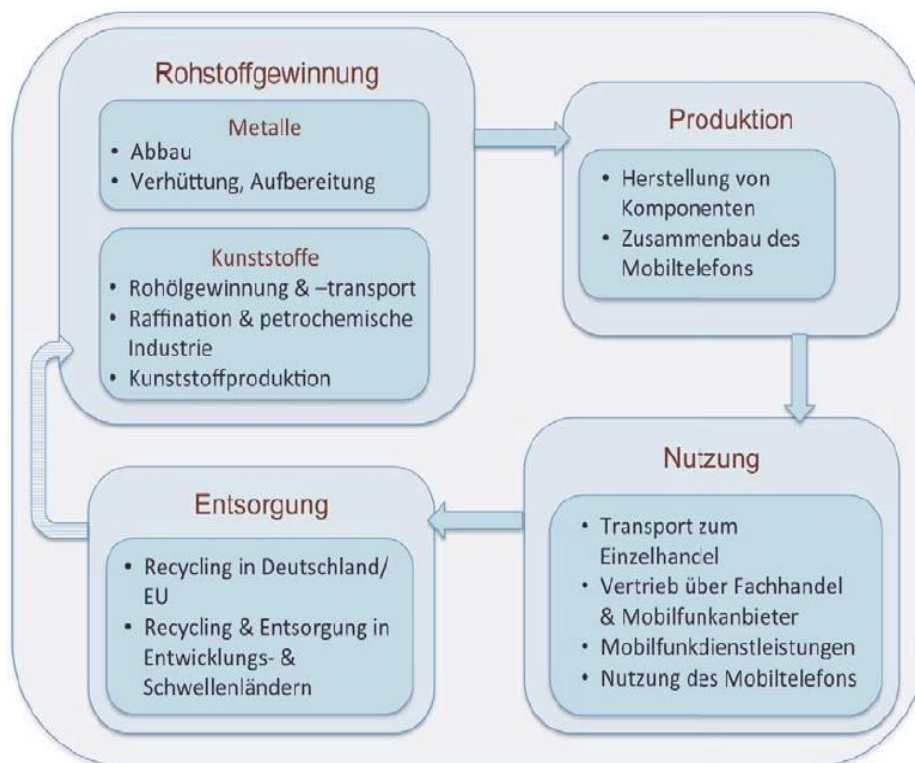 Rohstoffgewinnung
Metalle
• Abbau
• Verhüttung, Aufbereitung
Kunststoffe
• Rohölgewinnung & –transport
• Raffination & petrochemische
Industrie
• Kunststoffproduktion
Produktion
• Herstellung von
Komponenten
• Zusammenbau des
Mobiltelefons
Nutzung
• Transport zum
Einzelhandel
• Vertrieb über Fachhandel
& Mobilfunkanbieter
• Mobilfunkdienstleistungen
• Nutzung des Mobiltelefons
Entsorgung
• Recycling in Deutschland/
EU
• Recycling & Entsorgung in
Entwicklungs- &
Schwellenländern